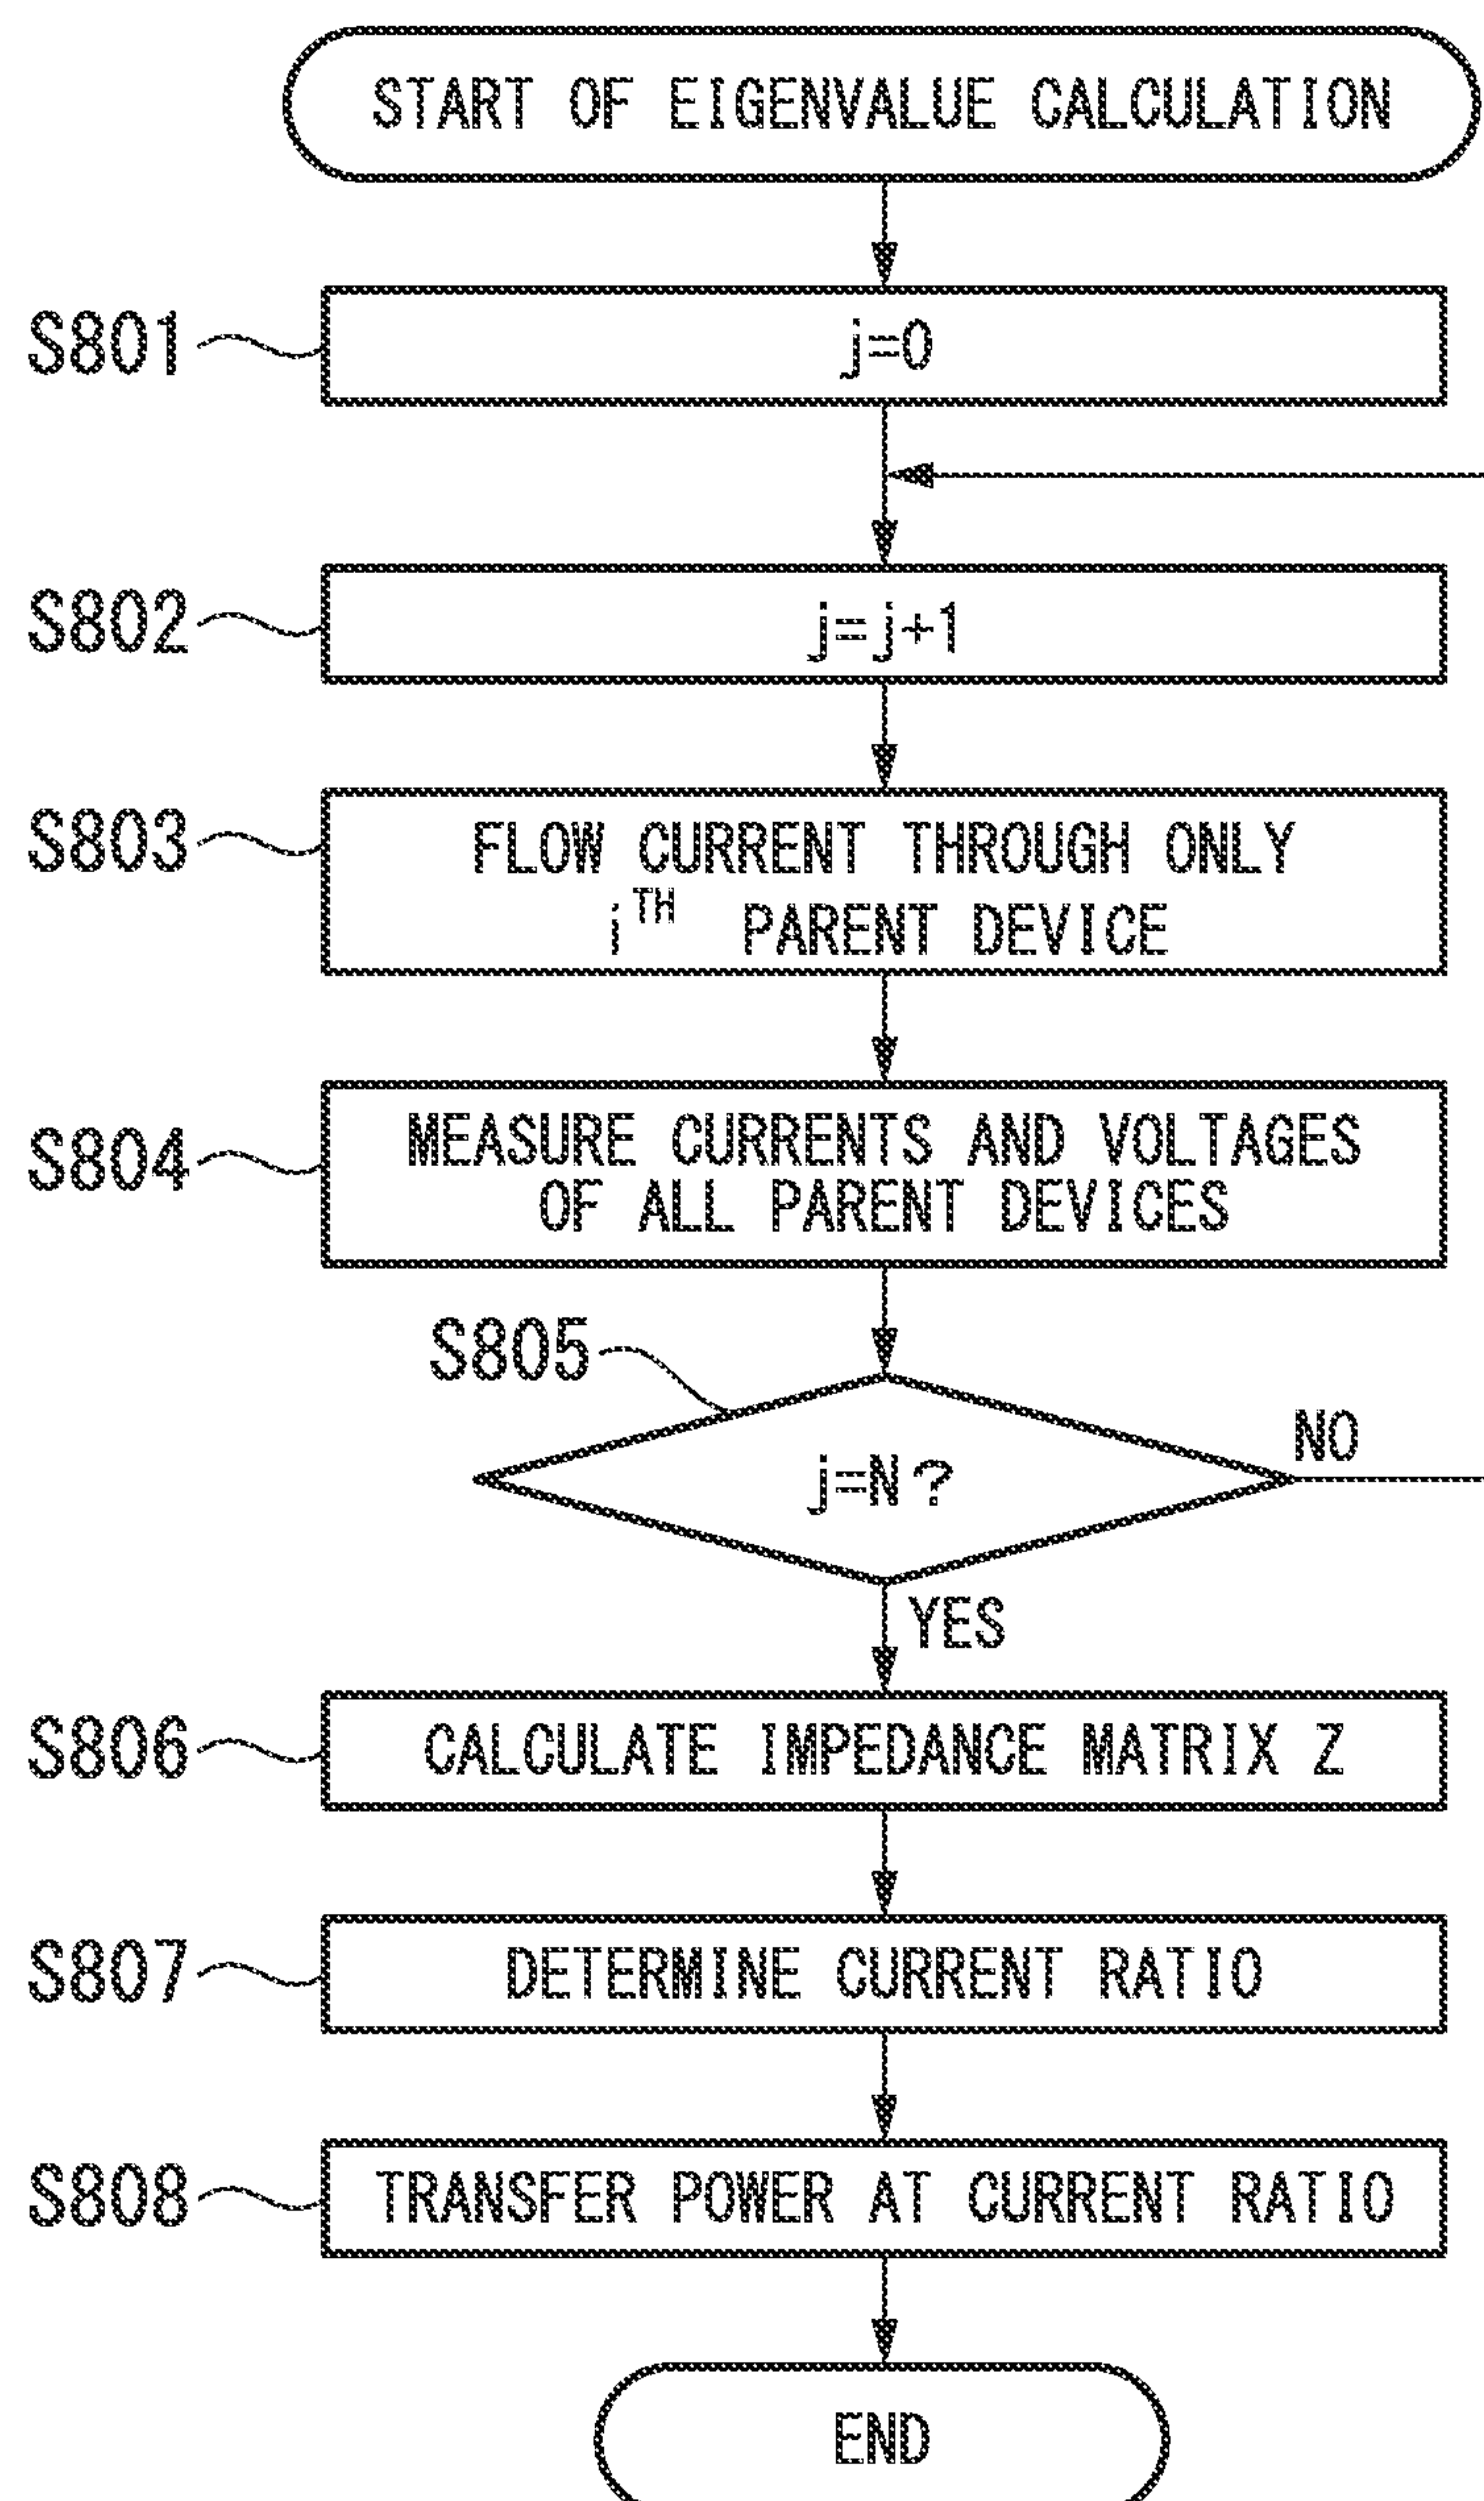 START OF EIGENVALUE CALCULATION
S801
j=0
S802
j=j+1
S803
FLOW CURRENT THROUGH ONLY
iTH PARENT DEVICE
S804
MEASURE CURRENTS AND VOLTAGES
OF ALL PARENT DEVICES
S805
j=N?
NO
YES
S806
CALCULATE IMPEDANCE MATRIX Z
S807
DETERMINE CURRENT RATIO
S808
TRANSFER POWER AT CURRENT RATIO
END